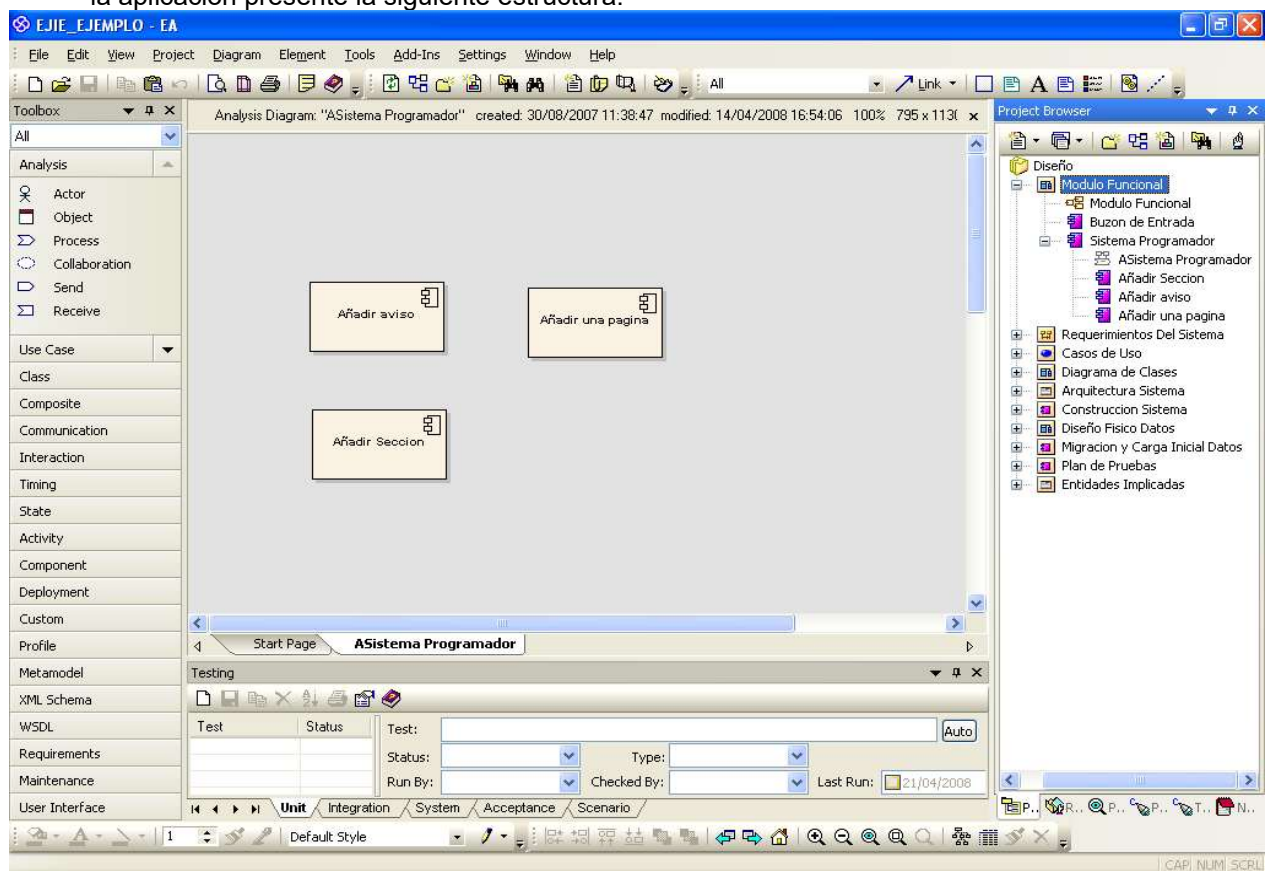 la aplicación presente la siguiente estructura:
EJIE_EJEMPLO - EA
File Edit View Project Diagram Element Tools Add-Ins Settings Window Help
All
Link
Toolbox
All
Analysis
Actor
Object
Process
Collaboration
Send
Receive
Use Case
Class
Composite
Communication
Interaction
Timing
State
Activity
Component
Deployment
Custom
Profile
Metamodel
XML Schema
WSDL
Requirements
Maintenance
User Interface
Analysis Diagram: "ASistema Programador" created: 30/08/2007 11:38:47 modified: 14/04/2008 16:54:06 100% 795 x 113
Añadir aviso
Añadir una pagina
Añadir Seccion
Start Page ASistema Programador
Testing
Test Status
Test:
Auto
Status:
Type:
Run By:
Checked By:
Last Run: 21/04/2008
Unit Integration System Acceptance Scenario
Project Browser
Diseño
Modulo Funcional
Modulo Funcional
Buzon de Entrada
Sistema Programador
ASistema Programador
Añadir Seccion
Añadir aviso
Añadir una pagina
Requerimientos Del Sistema
Casos de Uso
Diagrama de Clases
Arquitectura Sistema
Construccion Sistema
Diseño Fisico Datos
Migracion y Carga Inicial Datos
Plan de Pruebas
Entidades Implicadas
P.. R.. P.. P.. T.. N..
1 Default Style
CAP NUM SCRL